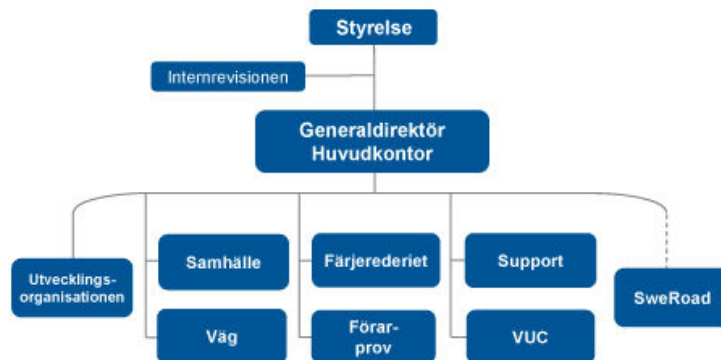 Styrelse
Internrevisionen
Generaldirektör
Huvudkontor
Utvecklings-
organisationen
Samhälle
Färjerederiet
Support
SweRoad
Väg
Förar-
prov
VUC